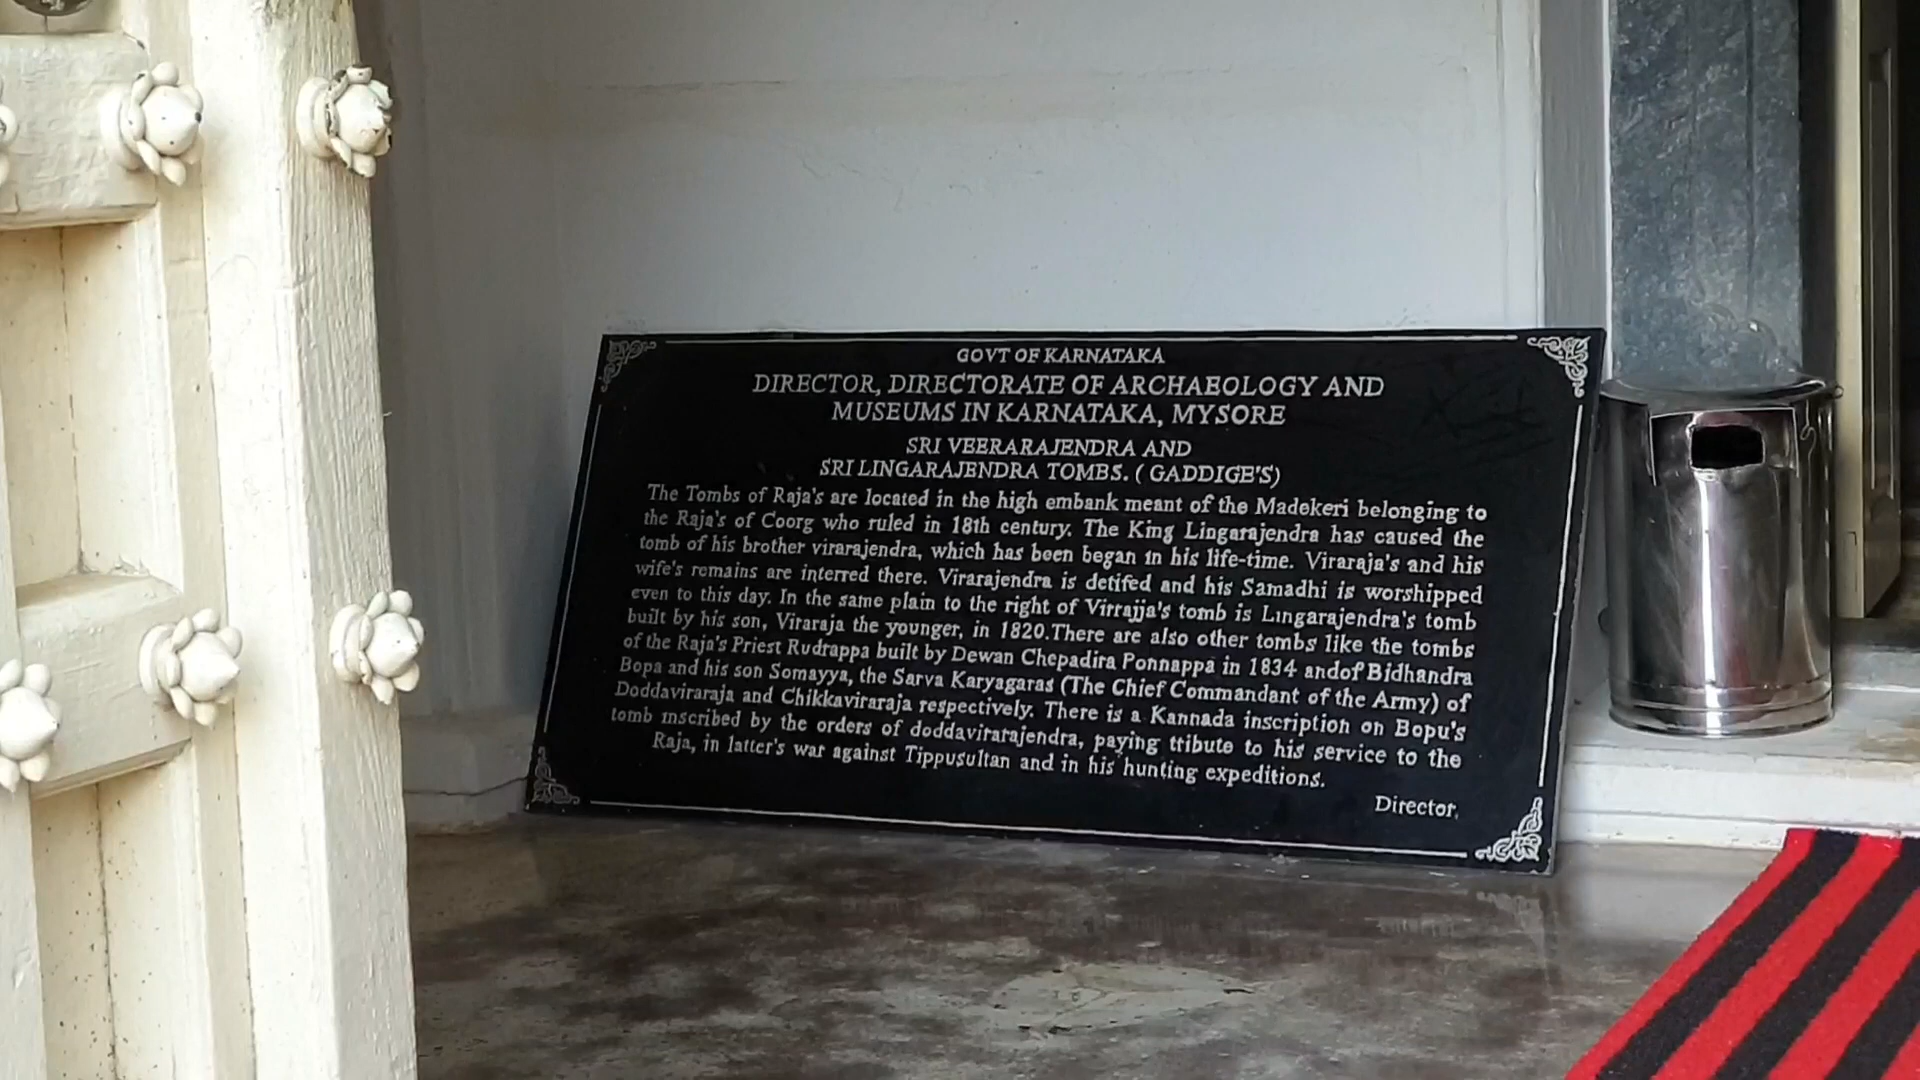 GOVT OF KARNATAKA
DIRECTOR, DIRECTORATE OF ARCHAEOLOGY AND
MUSEUMS IN KARNATAKA, MYSORE
SRI VEERARAJENDRA AND
SRI LINGARAJENDRA TOMBS. ( GADDIGE'S)
The Tombs of Raja's are located in the high embank meant of the Madekeri belonging to
the Raja's of Coorg who ruled in 18th century. The King Lingarajendra has caused the
tomb of his brother virarajendra, which has been began in his life-time. Viraraja's and his
wife's remains are interred there. Virarajendra is detifed and his Samadhi is worshipped
even to this day. In the same plain to the right of Virrajja's tomb is Lingarajendra's tomb
built by his son, Viraraja the younger, in 1820.There are also other tombs like the tombs
of the Raja's Priest Rudrappa built by Dewan Chepadira Ponnappa in 1834 andof Bidhandra
Bopa and his son Somayya, the Sarva Karyagaras (The Chief Commandant of the Army) of
Doddaviraraja and Chikkaviraraja respectively. There is a Kannada inscription on Bopu's
tomb inscribed by the orders of doddavirarajendra, paying tribute to his service to the
Raja, in latter's war against Tippusultan and in his hunting expeditions.
Director,